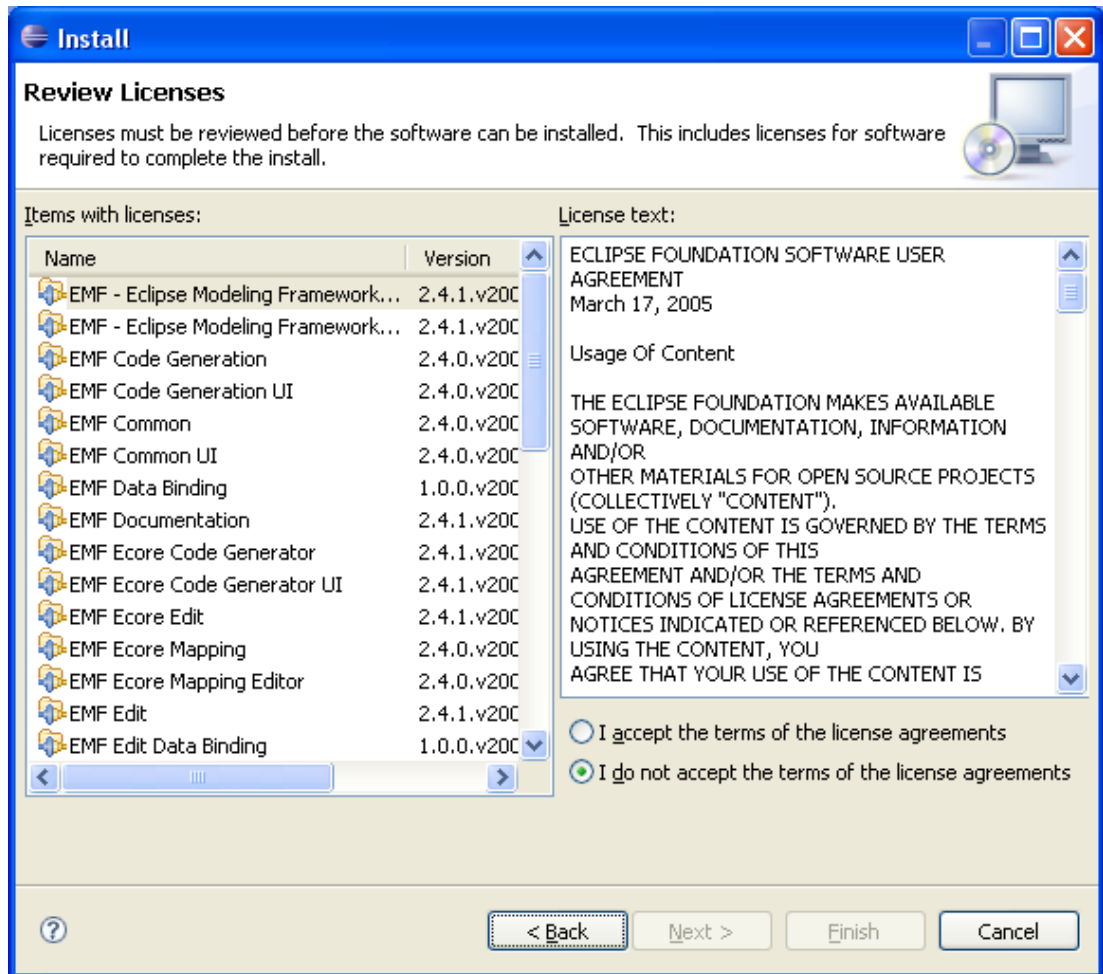 Install
Review Licenses
Licenses must be reviewed before the software can be installed.  This includes licenses for software
required to complete the install.
Items with licenses:
Name Version
EMF - Eclipse Modeling Framework... 2.4.1.v200
EMF - Eclipse Modeling Framework... 2.4.1.v200
EMF Code Generation 2.4.0.v200
EMF Code Generation UI 2.4.0.v200
EMF Common 2.4.0.v200
EMF Common UI 2.4.0.v200
EMF Data Binding 1.0.0.v200
EMF Documentation 2.4.1.v200
EMF Ecore Code Generator 2.4.1.v200
EMF Ecore Code Generator UI 2.4.1.v200
EMF Ecore Edit 2.4.1.v200
EMF Ecore Mapping 2.4.0.v200
EMF Ecore Mapping Editor 2.4.0.v200
EMF Edit 2.4.1.v200
EMF Edit Data Binding 1.0.0.v200
License text:
ECLIPSE FOUNDATION SOFTWARE USER
AGREEMENT
March 17, 2005
Usage Of Content
THE ECLIPSE FOUNDATION MAKES AVAILABLE
SOFTWARE, DOCUMENTATION, INFORMATION
AND/OR
OTHER MATERIALS FOR OPEN SOURCE PROJECTS
(COLLECTIVELY "CONTENT").
USE OF THE CONTENT IS GOVERNED BY THE TERMS
AND CONDITIONS OF THIS
AGREEMENT AND/OR THE TERMS AND
CONDITIONS OF LICENSE AGREEMENTS OR
NOTICES INDICATED OR REFERENCED BELOW. BY
USING THE CONTENT, YOU
AGREE THAT YOUR USE OF THE CONTENT IS
I accept the terms of the license agreements
I do not accept the terms of the license agreements
? < Back Next > Finish Cancel